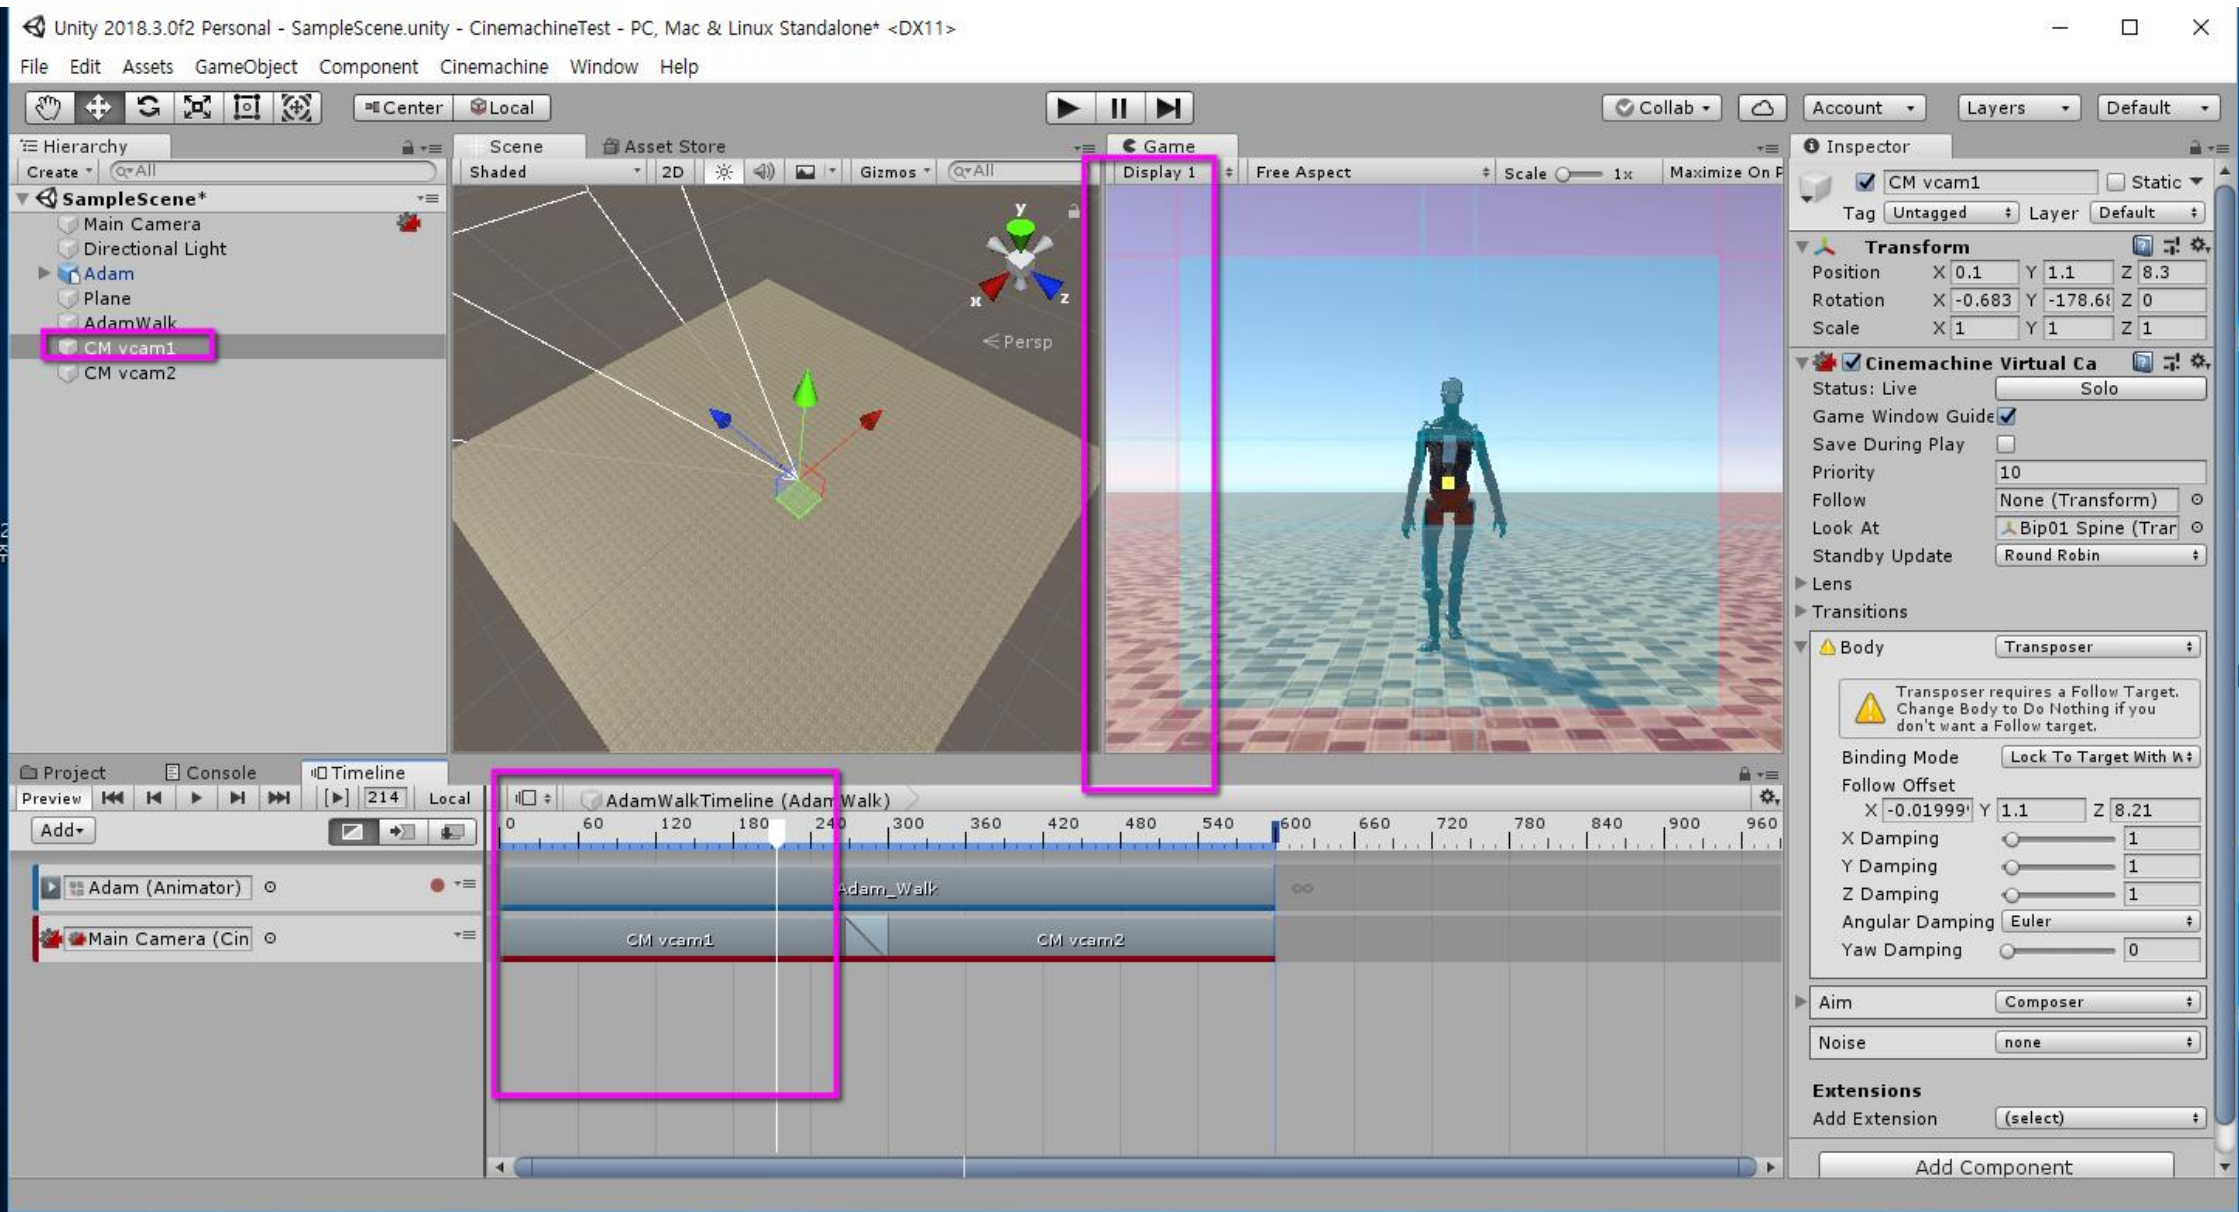 Unity 2018.3.0f2 Personal - SampleScene.unity - CinemachineTest - PC, Mac & Linux Standalone* <DX11>
File Edit Assets GameObject Component Cinemachine Window Help
Center Local Collab Account Layers Default
Hierarchy
Create All
SampleScene*
Main Camera
Directional Light
Adam
Plane
AdamWalk
CM vcam1
CM vcam2
Scene Asset Store
Shaded 2D Gizmos All
y
x z
Persp
Game
Display 1 Free Aspect Scale 1x Maximize On P
Inspector
CM vcam1 Static
Tag Untagged Layer Default
Transform
Position X 0.1 Y 1.1 Z 8.3
Rotation X -0.683 Y -178.68 Z 0
Scale X 1 Y 1 Z 1
Cinemachine Virtual Ca
Status: Live Solo
Game Window Guide
Save During Play
Priority 10
Follow None (Transform)
Look At Bip01 Spine (Tran
Standby Update Round Robin
Lens
Transitions
Body Transposer
Transposer requires a Follow Target.
Change Body to Do Nothing if you
don't want a Follow target.
Binding Mode Lock To Target With W
Follow Offset
X -0.01999 Y 1.1 Z 8.21
X Damping 1
Y Damping 1
Z Damping 1
Angular Damping Euler
Yaw Damping 0
Aim Composer
Noise none
Extensions
Add Extension (select)
Add Component
Project Console Timeline
Preview 214 Local AdamWalkTimeline (AdamWalk)
Add 0 60 120 180 240 300 360 420 480 540 600 660 720 780 840 900 960
Adam (Animator) Adam_Walk
Main Camera (Cin CM vcam1 CM vcam2